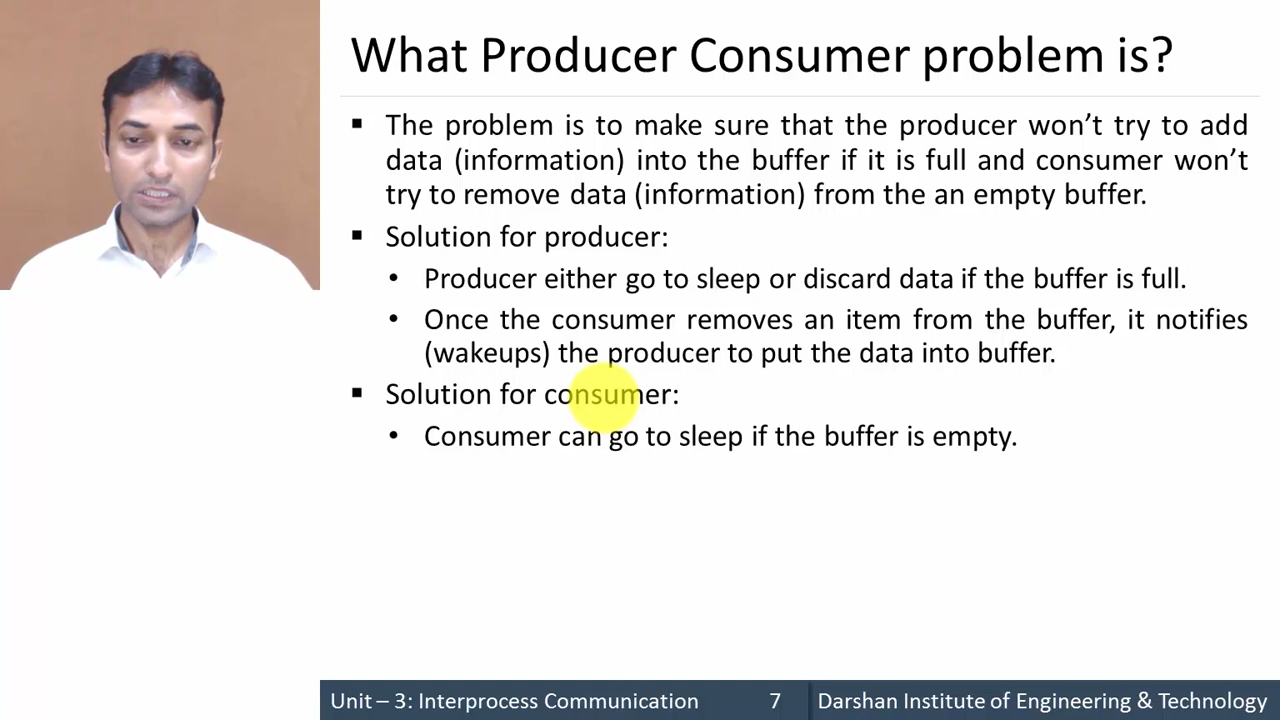 What Producer Consumer problem is?
▪ The problem is to make sure that the producer won’t try to add
data (information) into the buffer if it is full and consumer won’t
try to remove data (information) from the an empty buffer.
▪ Solution for producer:
• Producer either go to sleep or discard data if the buffer is full.
• Once the consumer removes an item from the buffer, it notifies
(wakeups) the producer to put the data into buffer.
▪ Solution for consumer:
• Consumer can go to sleep if the buffer is empty.
Unit – 3: Interprocess Communication 7 Darshan Institute of Engineering & Technology